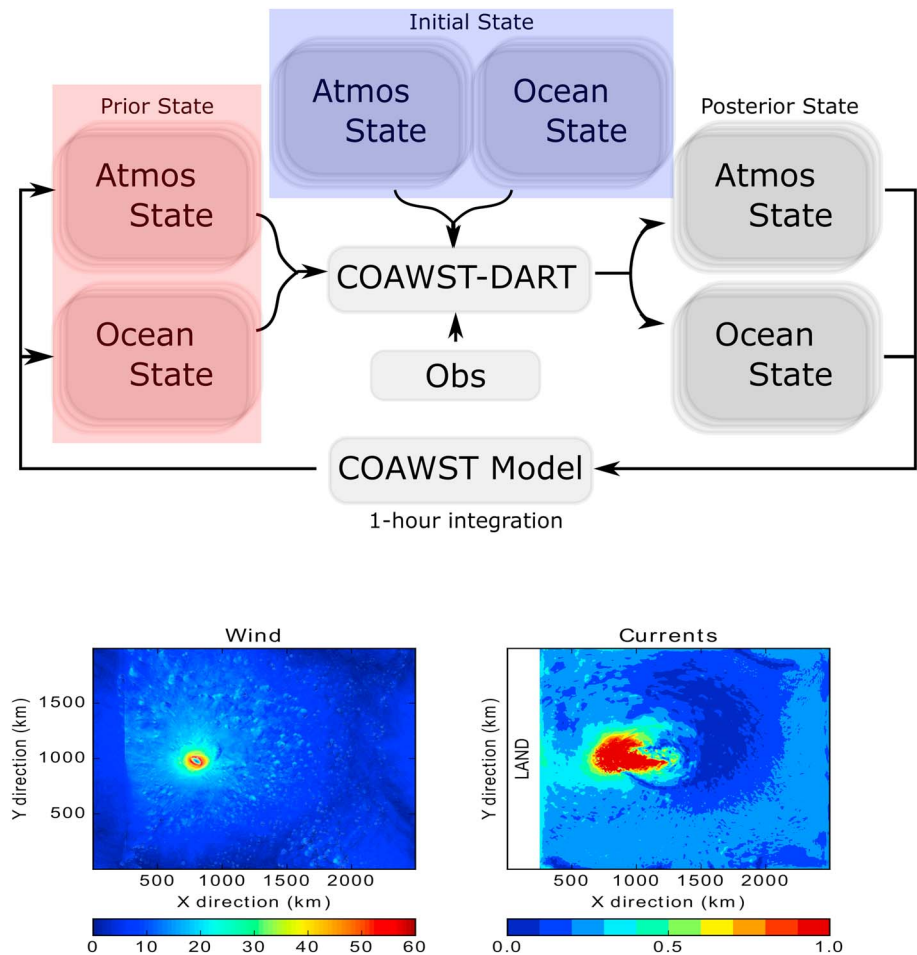 Initial State
Atmos
State
Ocean
State
Prior State
Atmos
State
Ocean
State
COAWST-DART
Obs
Posterior State
Atmos
State
Ocean
State
COAWST Model
1-hour integration
Wind
Y direction (km)
1500
1000
500
500 1000 1500 2000
X direction (km)
0 10 20 30 40 50 60
Currents
Y direction (km)
LAND
500 1000 1500 2000
X direction (km)
0.0 0.5 1.0